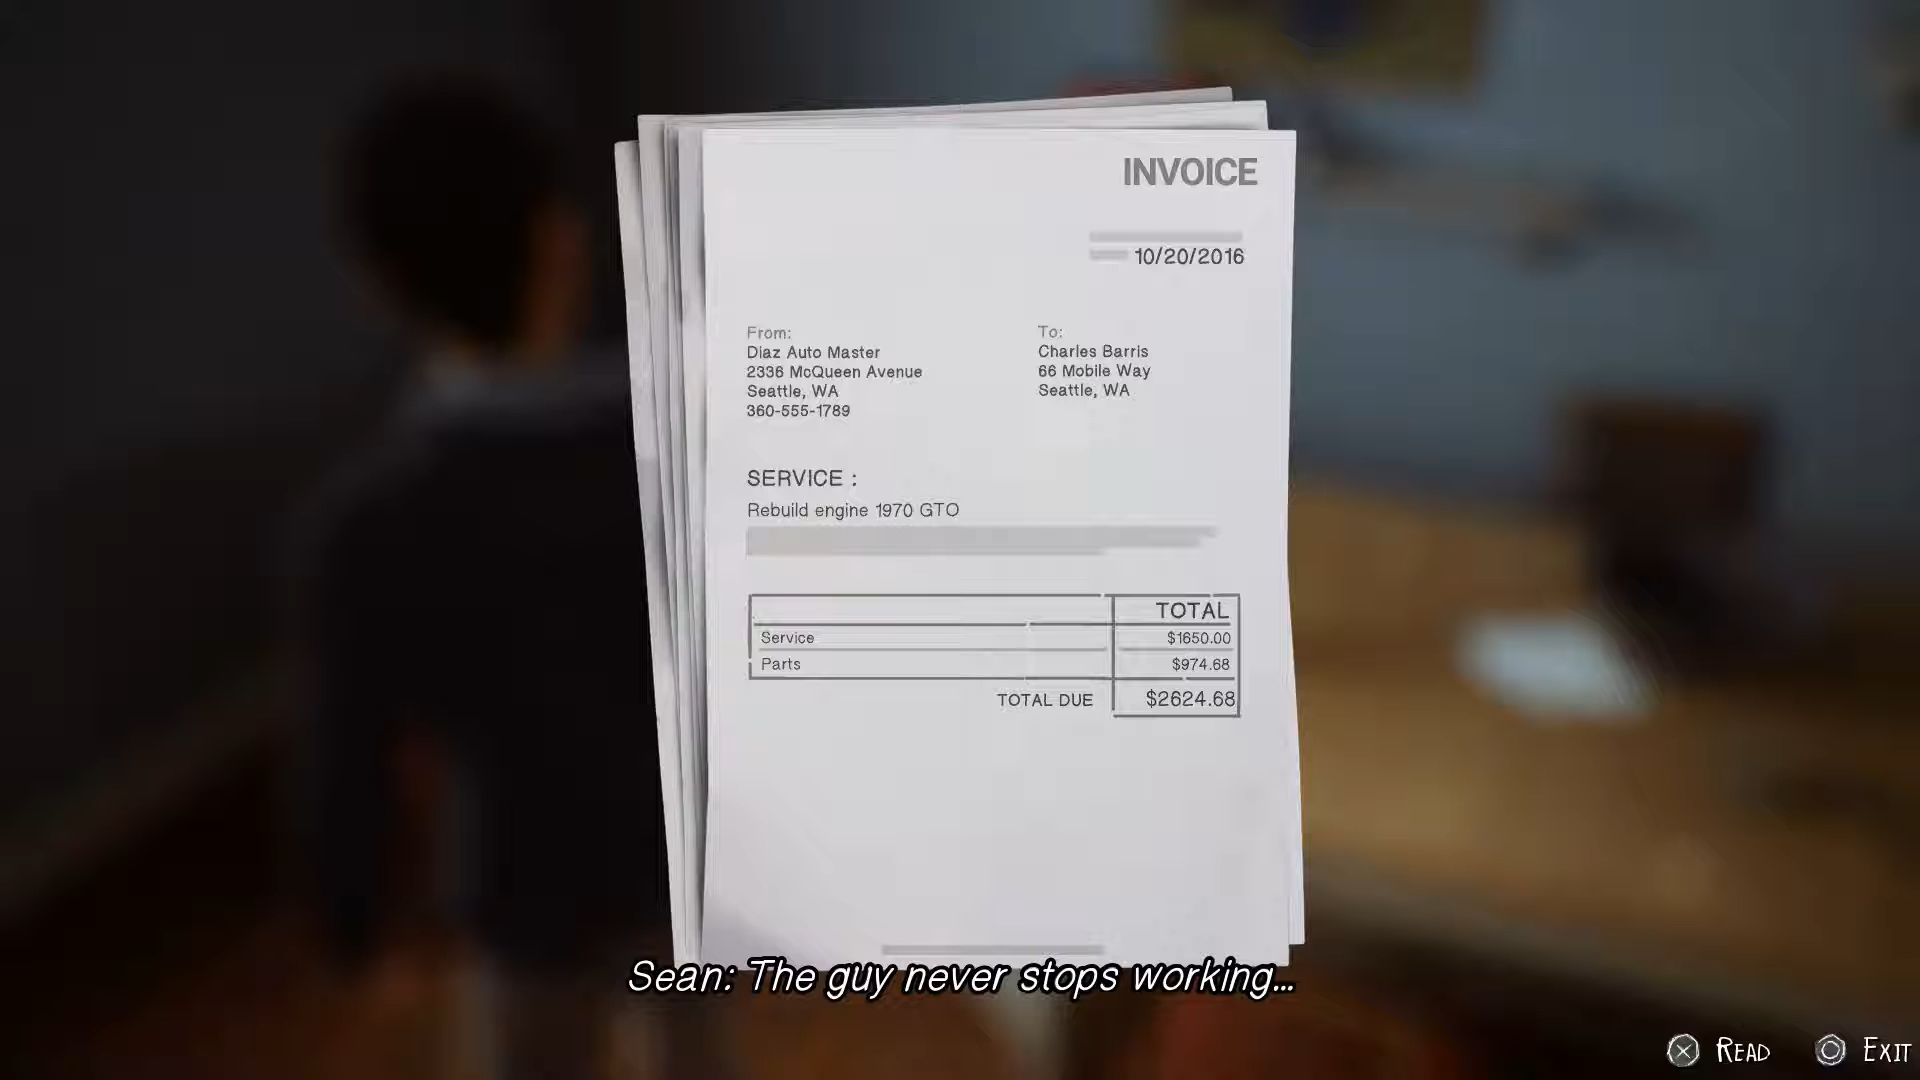 INVOICE
10/20/2016
From:
Diaz Auto Master
2336 McQueen Avenue
Seattle, WA
360-555-1789
To:
Charles Barris
66 Mobile Way
Seattle, WA
SERVICE :
Rebuild engine 1970 GTO
TOTAL
Service $1650.00
Parts $974.68
TOTAL DUE $2624.68
Sean: The guy never stops working...
READ EXIT